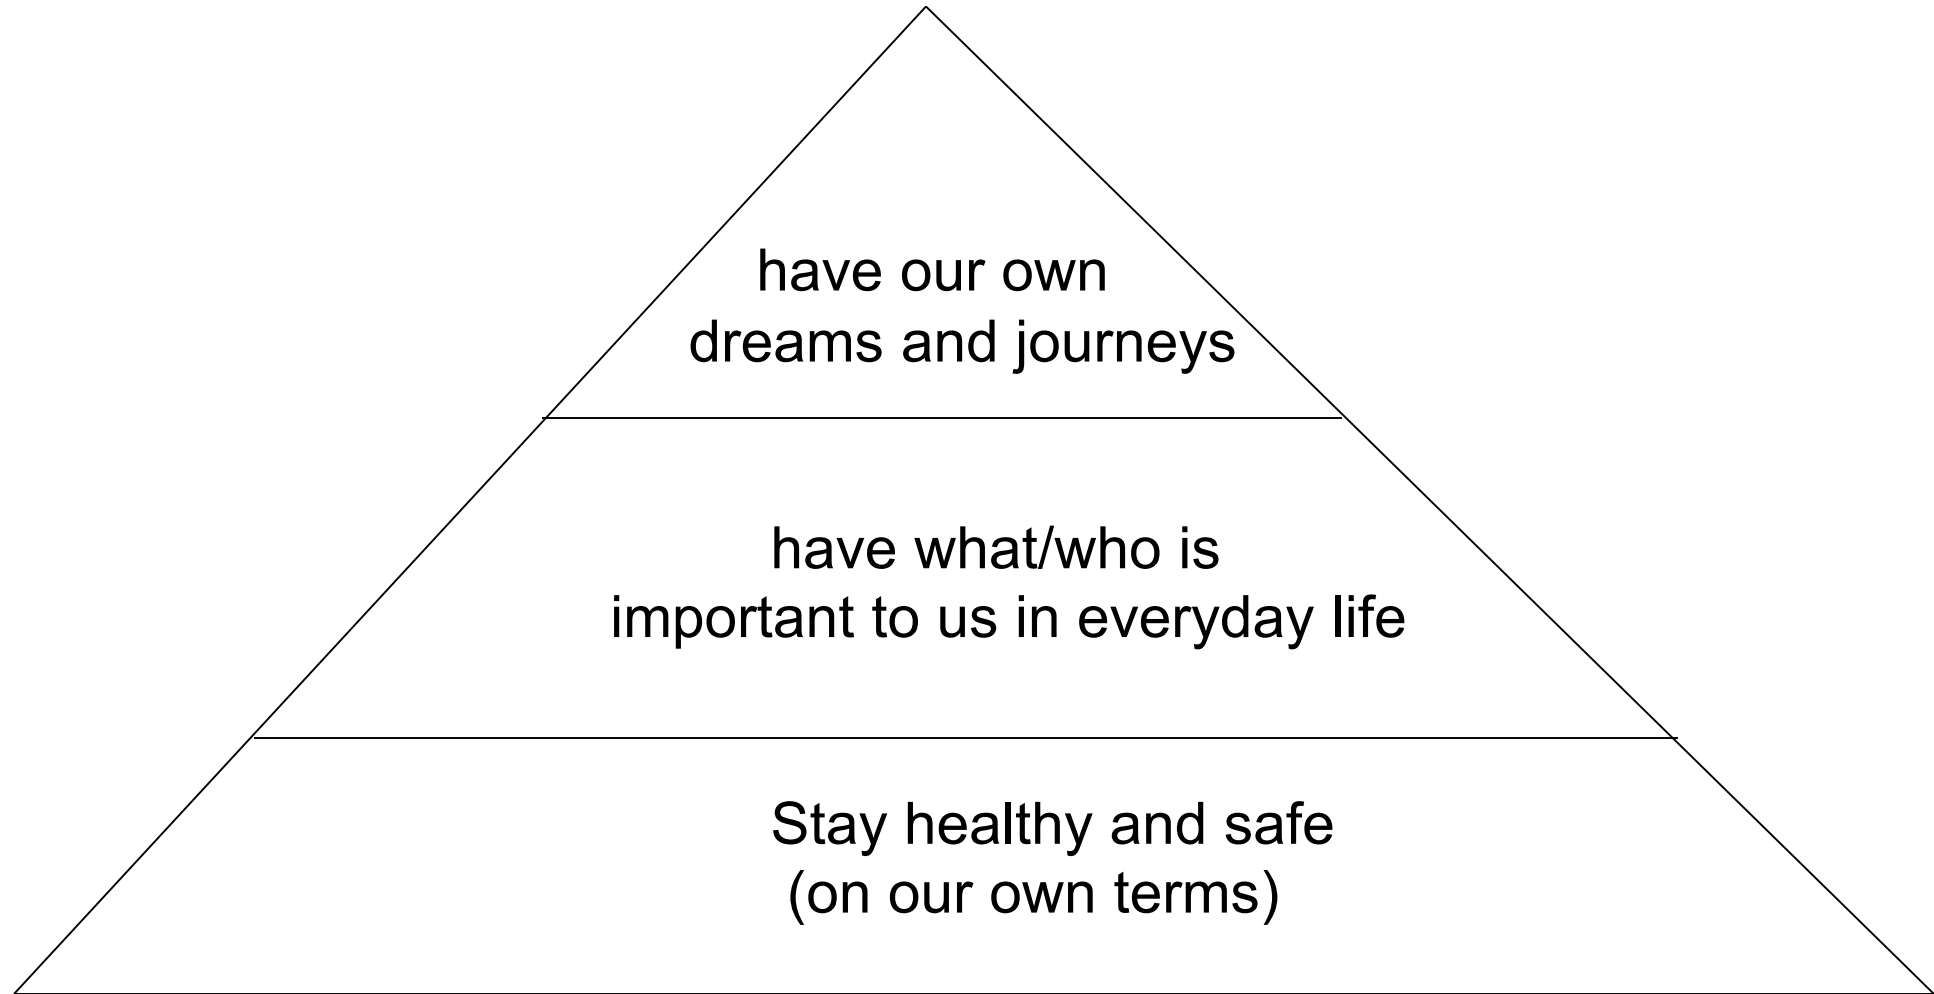 have our own
dreams and journeys
have what/who is
important to us in everyday life
Stay healthy and safe
(on our own terms)